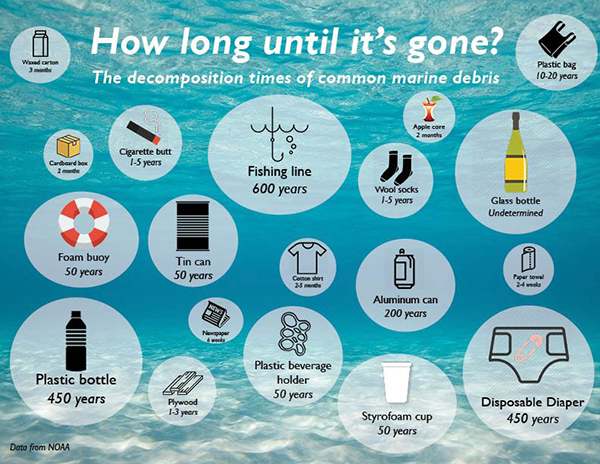 How long until it's gone?
The decomposition times of common marine debris
Waxed carton
3 months
Plastic bag
10-20 years
Cardboard box
2 months
Cigarette butt
1-5 years
Fishing line
600 years
Apple core
2 months
Wool socks
1-5 years
Glass bottle
Undetermined
Foam buoy
50 years
Tin can
50 years
Cotton shirt
2-5 months
Aluminum can
200 years
Paper towel
2-4 weeks
Plastic bottle
450 years
NEWS
Newspaper
6 weeks
Plywood
1-3 years
Plastic beverage
holder
50 years
Styrofoam cup
50 years
Disposable Diaper
450 years
Data from NOAA